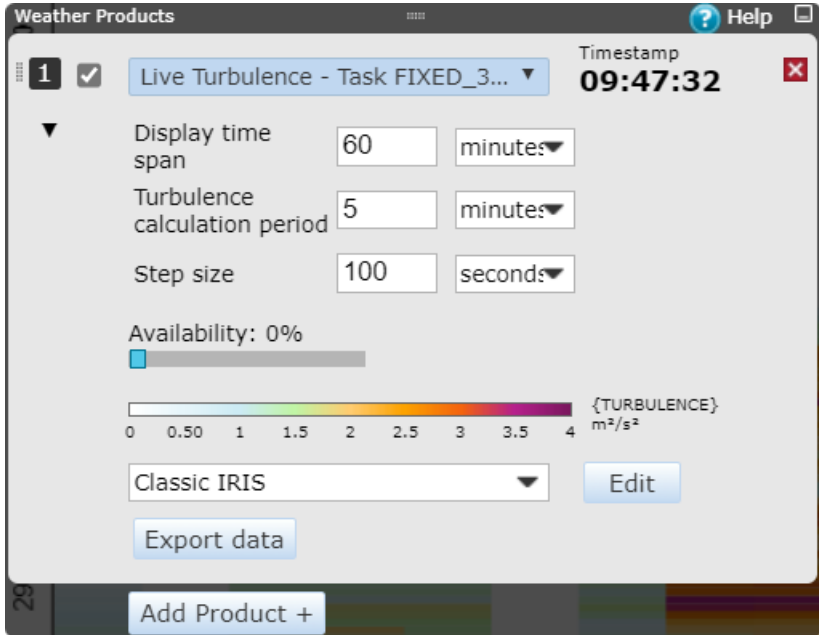 Weather Products
Help
1
Live Turbulence - Task FIXED_3...
Timestamp
09:47:32
Display time
span
60
minutes
Turbulence
calculation period
5
minutes
Step size
100
seconds
Availability: 0%
{TURBULENCE}
m²/s²
0 0.50 1 1.5 2 2.5 3 3.5 4
Classic IRIS
Edit
Export data
29
Add Product +